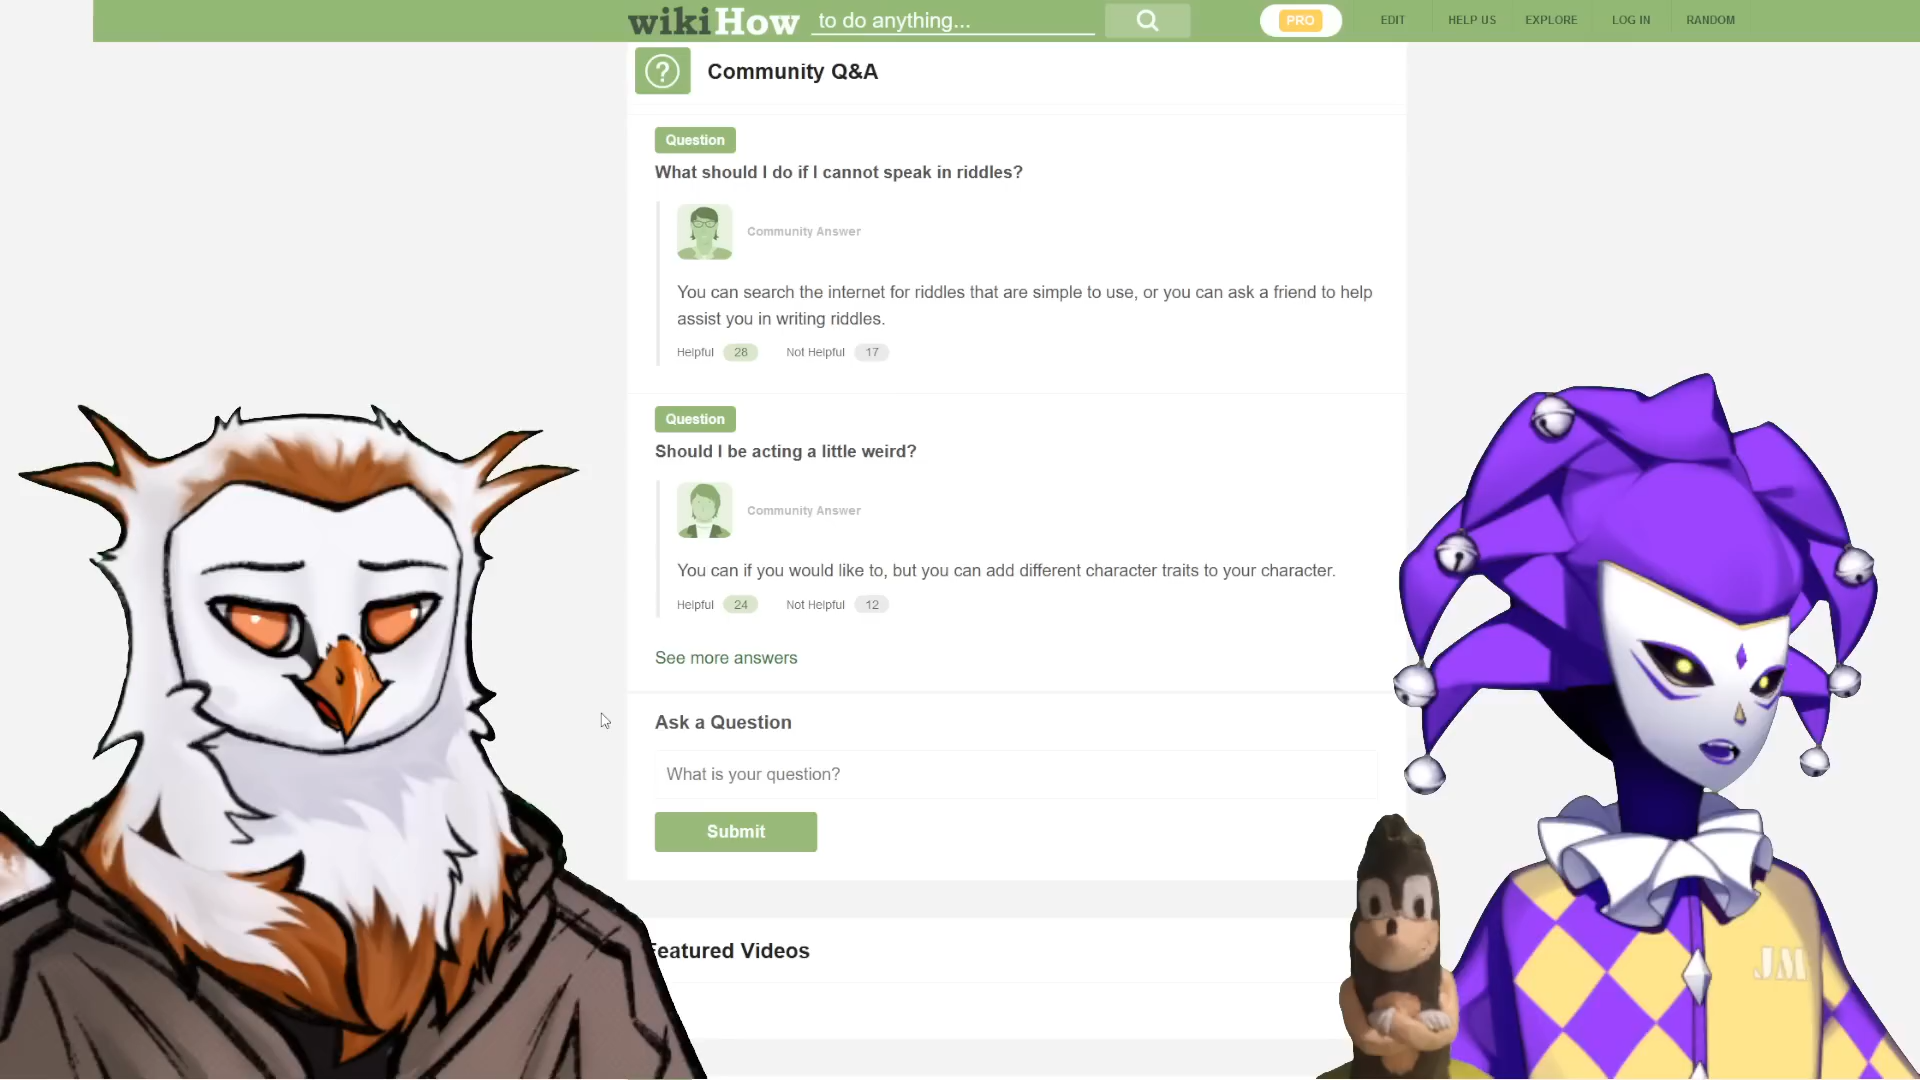 wikiHow to do anything... PRO EDIT HELP US EXPLORE LOG IN RANDOM
? Community Q&A
Question
What should I do if I cannot speak in riddles?
Community Answer
You can search the internet for riddles that are simple to use, or you can ask a friend to help
assist you in writing riddles.
Helpful 28 Not Helpful 17
Question
Should I be acting a little weird?
Community Answer
You can if you would like to, but you can add different character traits to your character.
Helpful 24 Not Helpful 12
See more answers
Ask a Question
What is your question?
Submit
Featured Videos
JM